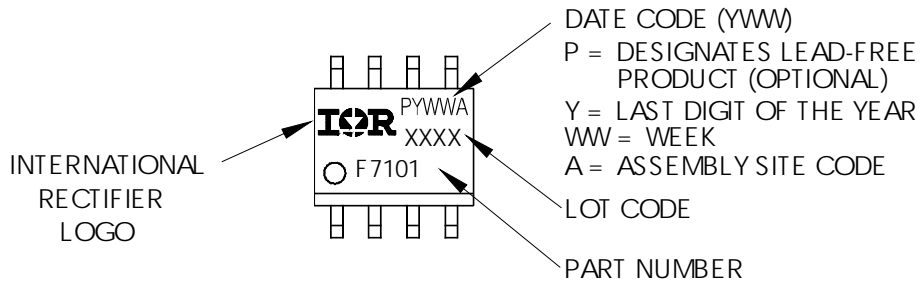 DATE CODE (YWW)
P = DESIGNATES LEAD-FREE
PRODUCT (OPTIONAL)
Y = LAST DIGIT OF THE YEAR
WW = WEEK
A = ASSEMBLY SITE CODE
LOT CODE
PART NUMBER
INTERNATIONAL
RECTIFIER
LOGO
IOR
PYWWA
XXXX
F7101